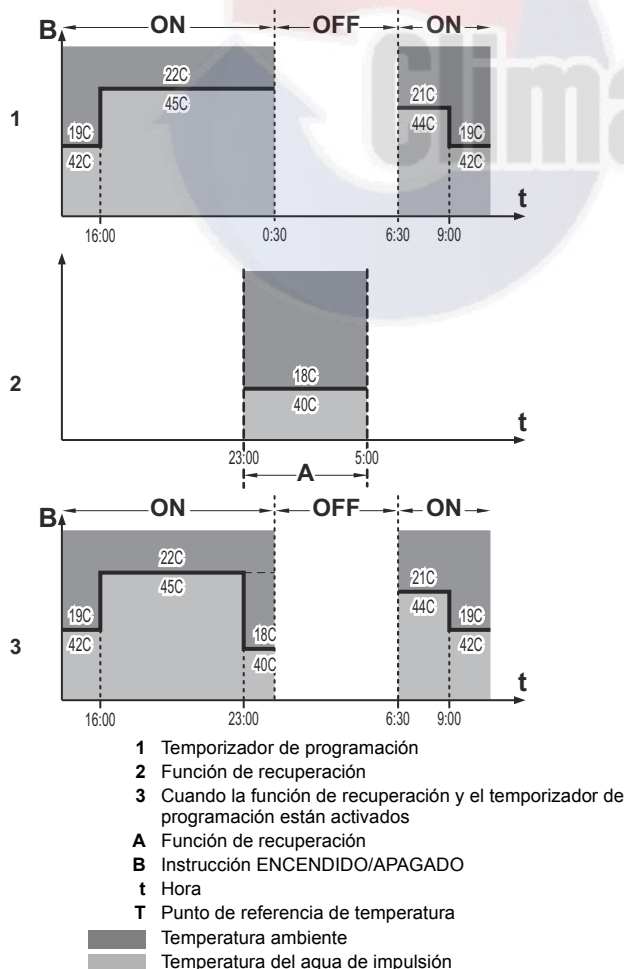 B ON OFF ON
Clima
1
22C
45C
21C
44C
19C
42C
19C
42C
t
16:00 0:30 6:30 9:00
2
18C
40C
t
23:00 5:00
A
B ON OFF ON
3
22C
45C
21C
44C
19C
42C
18C
40C
19C
42C
t
16:00 23:00 6:30 9:00
1 Temporizador de programación
2 Función de recuperación
3 Cuando la función de recuperación y el temporizador de
programación están activados
A Función de recuperación
B Instrucción ENCENDIDO/APAGADO
t Hora
T Punto de referencia de temperatura
Temperatura ambiente
Temperatura del agua de impulsión